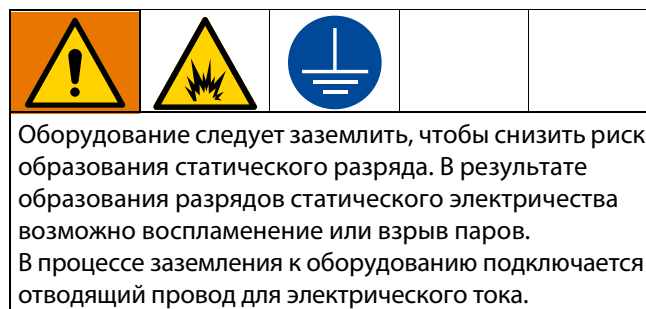 Оборудование следует заземлить, чтобы снизить риск
образования статического разряда. В результате
образования разрядов статического электричества
возможно воспламенение или взрыв паров.
В процессе заземления к оборудованию подключается
отводящий провод для электрического тока.